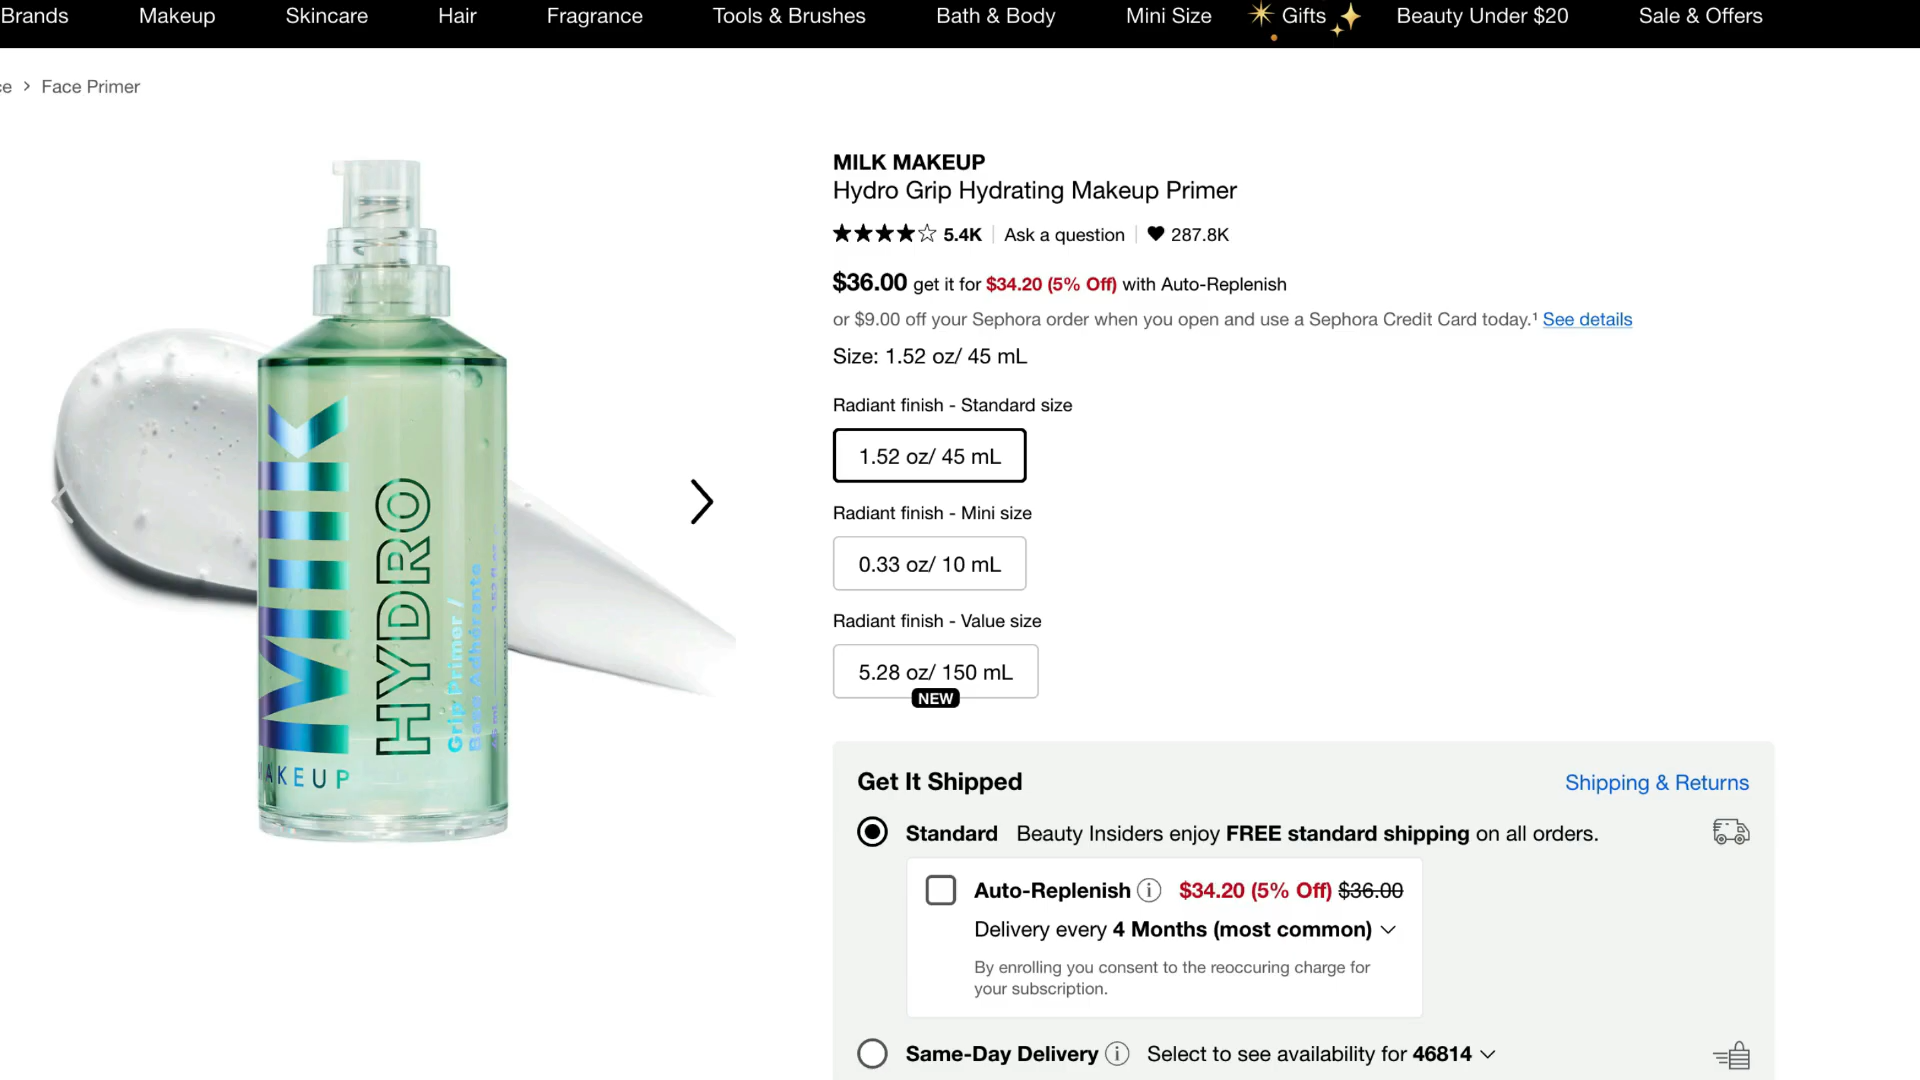 Brands Makeup Skincare Hair Fragrance Tools & Brushes Bath & Body Mini Size Gifts Beauty Under $20 Sale & Offers
ce > Face Primer
MILK MAKEUP
Hydro Grip Hydrating Makeup Primer
5.4K Ask a question 287.8K
$36.00 get it for $34.20 (5% Off) with Auto-Replenish
or $9.00 off your Sephora order when you open and use a Sephora Credit Card today.¹ See details
Size: 1.52 oz/ 45 mL
Radiant finish - Standard size
1.52 oz/ 45 mL
Radiant finish - Mini size
0.33 oz/ 10 mL
Radiant finish - Value size
5.28 oz/ 150 mL
NEW
Get It Shipped Shipping & Returns
Standard Beauty Insiders enjoy FREE standard shipping on all orders.
Auto-Replenish $34.20 (5% Off) $36.00
Delivery every 4 Months (most common)
By enrolling you consent to the reoccuring charge for
your subscription.
Same-Day Delivery Select to see availability for 46814
MILK
AKEUP
HYDRO
Grip Primer /
Base Adhérante